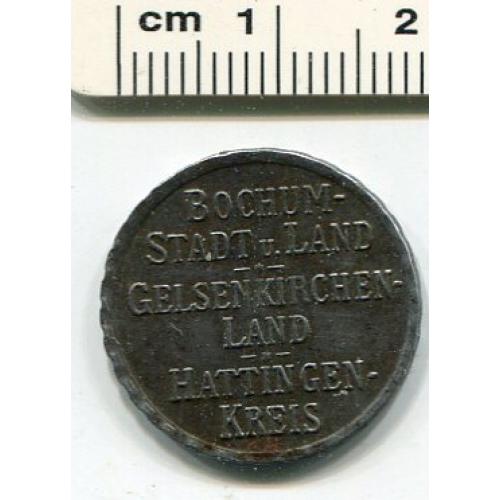 cm 1 2
BOCHUM-
STADT u. LAND
GELSENKIRCHEN-
LAND
HATTINGEN-
KREIS